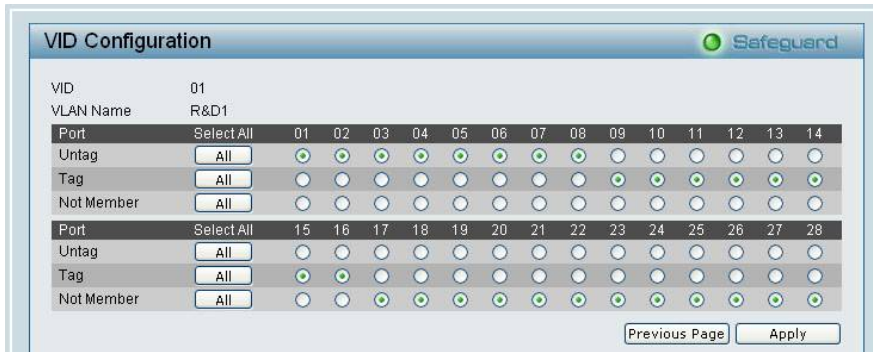 VID Configuration
Safeguard
VID 01
VLAN Name R&D1
Port Select All 01 02 03 04 05 06 07 08 09 10 11 12 13 14
Untag All
Tag All
Not Member All
Port Select All 15 16 17 18 19 20 21 22 23 24 25 26 27 28
Untag All
Tag All
Not Member All
Previous Page Apply